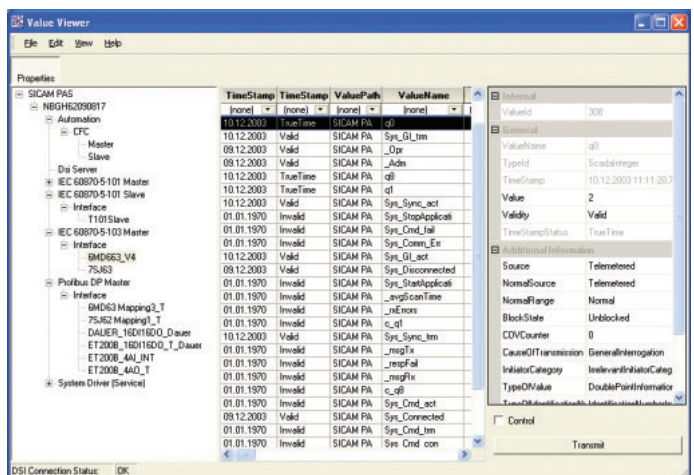 Value Viewer
File Edit View Help
Properties
SICAM PAS
NBGH62090817
Automation
CFC
Master
Slave
Dsi Server
IEC 60870-5-101 Master
IEC 60870-5-101 Slave
Interface
T101Slave
IEC 60870-5-103 Master
Interface
6MD663_V4
7SJ63
Profibus DP Master
Interface
6MD63 Mapping3_T
7SJ62 Mapping1_T
DAUER_16DI16DO_Dauer
ET200B_16DI16DO_T_Dauer
ET200B_4AI_INT
ET200B_4AO_T
System Driver (Service)
TimeStamp TimeStamp ValuePath ValueName
(none) (none) (none) (none)
10.12.2003 TrueTime SICAM PA q0
10.12.2003 Valid SICAM PA Sys_GI_trm
09.12.2003 Valid SICAM PA _Opr
09.12.2003 Valid SICAM PA _Adm
10.12.2003 TrueTime SICAM PA q8
10.12.2003 TrueTime SICAM PA q1
10.12.2003 Valid SICAM PA Sys_Sync_act
01.01.1970 Invalid SICAM PA Sys_StopApplicati
01.01.1970 Invalid SICAM PA Sys_Cmd_fail
01.01.1970 Invalid SICAM PA Sys_Comm_Err
10.12.2003 Valid SICAM PA Sys_GI_act
09.12.2003 Valid SICAM PA Sys_Disconnected
01.01.1970 Invalid SICAM PA Sys_StartApplicati
01.01.1970 Invalid SICAM PA _avgScanTime
01.01.1970 Invalid SICAM PA _rxErrors
01.01.1970 Invalid SICAM PA c_q1
10.12.2003 Valid SICAM PA Sys_Sync_trm
01.01.1970 Invalid SICAM PA _msgTx
01.01.1970 Invalid SICAM PA _respFail
01.01.1970 Invalid SICAM PA _msgRx
01.01.1970 Invalid SICAM PA c_q8
01.01.1970 Invalid SICAM PA Sys_Cmd_act
09.12.2003 Valid SICAM PA Sys_Connected
01.01.1970 Invalid SICAM PA Sys_Cmd_trm
01.01.1970 Invalid SICAM PA Sys_Cmd_con
Internal
ValueId 308
General
ValueName q0
TypeId ScadaInteger
TimeStamp 10.12.2003 11:11:20,7
Value 2
Validity Valid
TimeStampStatus TrueTime
AdditionalInformation
Source Telemetered
NormalSource Telemetered
NormalRange Normal
BlockState Unblocked
COVCounter 0
CauseOfTransmission GeneralInterrogation
InitiatorCategory IrrelevantInitiatorCateg
TypeOfValue DoublePointInformation
Control
Transmit
DSI Connection Status: OK